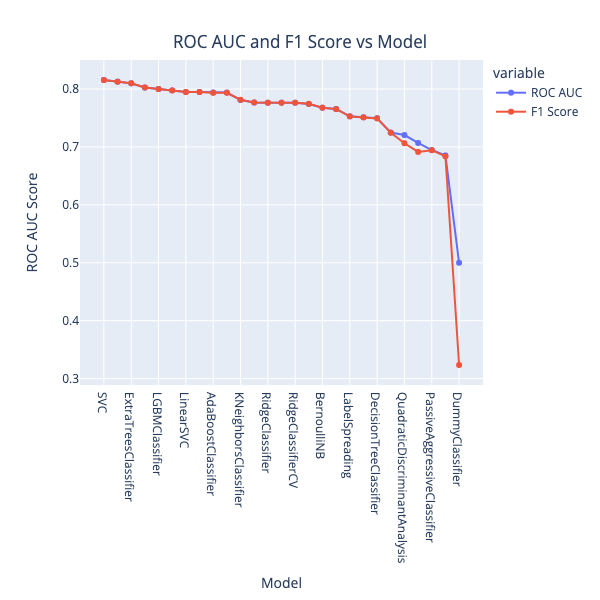 ROC AUC and F1 Score vs Model
variable
ROC AUC
F1 Score
ROC AUC Score
0.8
0.7
0.6
0.5
0.4
0.3
SVC
ExtraTreesClassifier
LGBMClassifier
LinearSVC
AdaBoostClassifier
KNeighborsClassifier
RidgeClassifier
RidgeClassifierCV
BernoulliNB
LabelSpreading
DecisionTreeClassifier
QuadraticDiscriminantAnalysis
PassiveAggressiveClassifier
DummyClassifier
Model